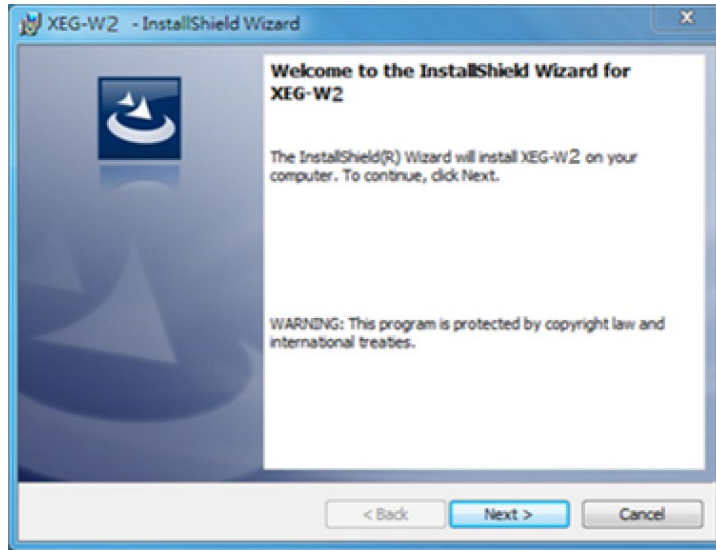 XEG-W2 - InstallShield Wizard
Welcome to the InstallShield Wizard for
XEG-W2
The InstallShield(R) Wizard will install XEG-W2 on your
computer. To continue, click Next.
WARNING: This program is protected by copyright law and
international treaties.
< Back Next > Cancel